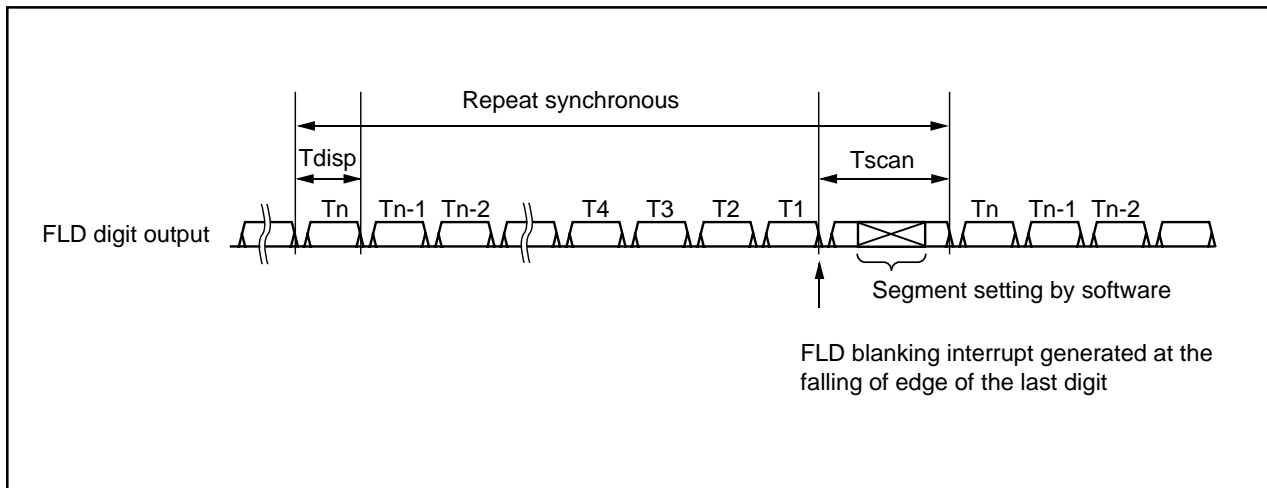 Repeat synchronous
Tdisp
Tscan
Tn
Tn-1
Tn-2
T4
T3
T2
T1
Tn
Tn-1
Tn-2
FLD digit output
Segment setting by software
FLD blanking interrupt generated at the
falling of edge of the last digit